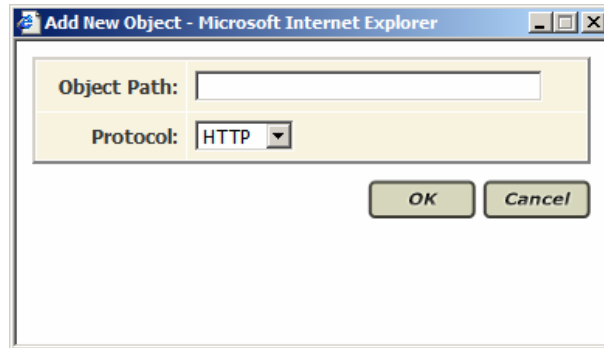 Add New Object - Microsoft Internet Explorer
Object Path:
Protocol: HTTP
OK Cancel